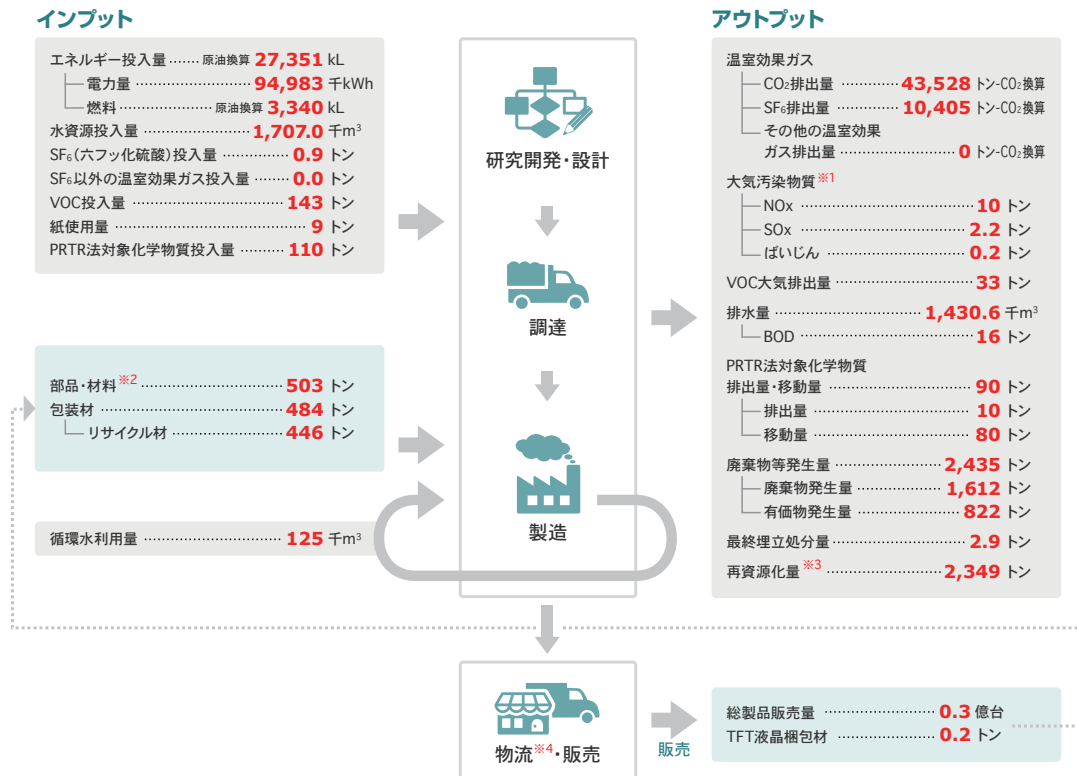 インプット
エネルギー投入量 …… 原油換算 27,351 kL
電力量 …………………… 94,983 千kWh
燃料 ………… 原油換算 3,340 kL
水資源投入量 ……………… 1,707.0 千m³
SF₆(六フッ化硫酸)投入量 ………… 0.9 トン
SF₆以外の温室効果ガス投入量 …… 0.0 トン
VOC投入量 ……………………… 143 トン
紙使用量 ………………………… 9 トン
PRTR法対象化学物質投入量 …… 110 トン
部品・材料※2 …………………… 503 トン
包装材 ………………………… 484 トン
リサイクル材 ………………… 446 トン
循環水利用量 …………………… 125 千m³
研究開発・設計
調達
製造
物流※4・販売
販売
アウトプット
温室効果ガス
CO₂排出量 ………… 43,528 トン-CO₂換算
SF₆排出量 ………… 10,405 トン-CO₂換算
その他の温室効果
ガス排出量 ………………… 0 トン-CO₂換算
大気汚染物質※1
NOx …………………………… 10 トン
SOx …………………………… 2.2 トン
ばいじん ……………………… 0.2 トン
VOC大気排出量 ………………… 33 トン
排水量 ……………………… 1,430.6 千m³
BOD …………………………… 16 トン
PRTR法対象化学物質
排出量・移動量 ………………… 90 トン
排出量 ………………………… 10 トン
移動量 ………………………… 80 トン
廃棄物等発生量 ……………… 2,435 トン
廃棄物発生量 ……………… 1,612 トン
有価物発生量 ………………… 822 トン
最終埋立処分量 ………………… 2.9 トン
再資源化量※3 ………………… 2,349 トン
総製品販売量 ………………… 0.3 億台
TFT液晶梱包材 ……………… 0.2 トン